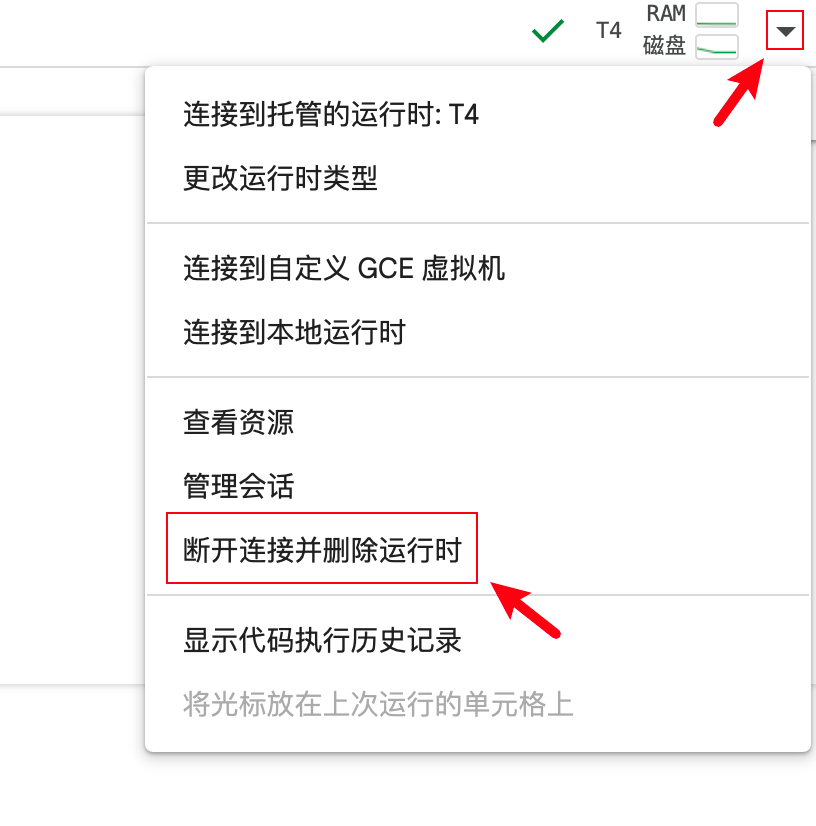 RAM
T4
磁盘
连接到托管的运行时: T4
更改运行时类型
连接到自定义 GCE 虚拟机
连接到本地运行时
查看资源
管理会话
断开连接并删除运行时
显示代码执行历史记录
将光标放在上次运行的单元格上